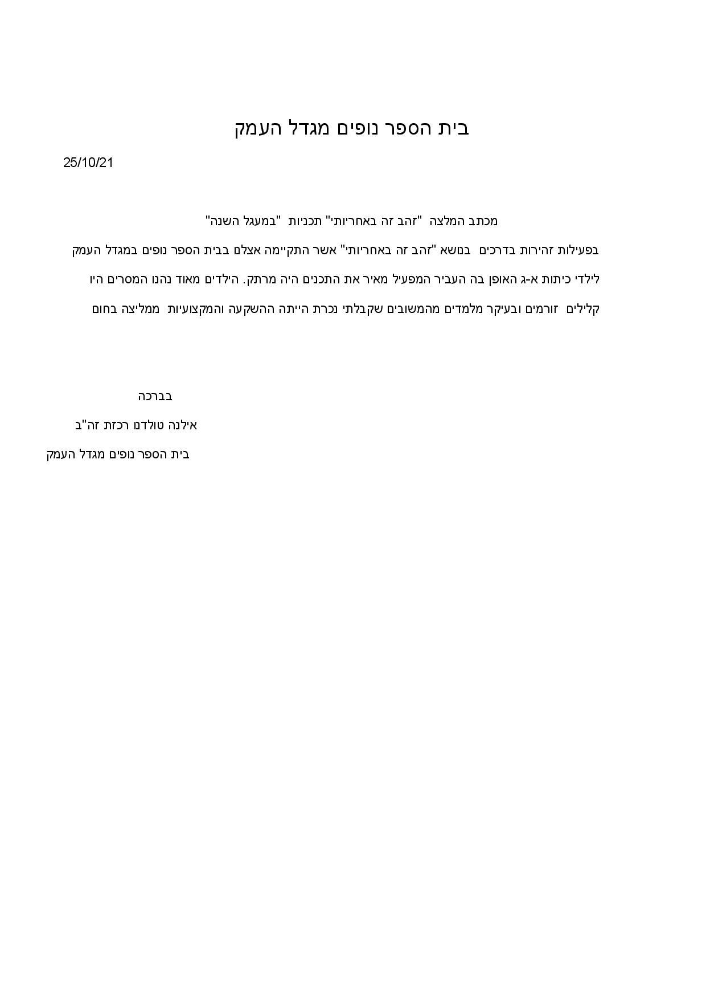 בית הספר נופים מגדל העמק
25/10/21
מכתב המלצה "זהב זה באחריותי" תכניות "במעגל השנה"
בפעילות זהירות בדרכים בנושא "זהב זה באחריותי" אשר התקיימה אצלנו בבית הספר נופים במגדל העמק
לילדי כיתות א-ג האופן בה העביר המפעיל מאיר את התכנים היה מרתק. הילדים מאוד נהנו המסרים היו
קלילים זורמים ובעיקר מלמדים מהמשובים שקבלתי נכרת הייתה ההשקעה והמקצועיות ממליצה בחום
בברכה
אילנה טולדנו רכזת זה"ב
בית הספר נופים מגדל העמק